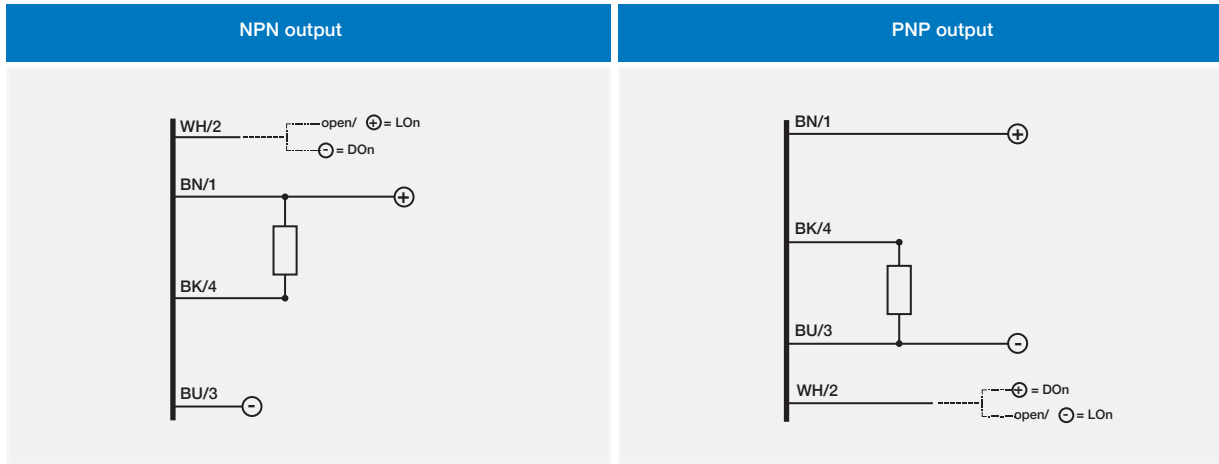 NPN output
WH/2
open/ + = LOn
- = DOn
BN/1
+
BK/4
BU/3
-
PNP output
BN/1
+
BK/4
BU/3
-
WH/2
+ = DOn
open/ - = LOn